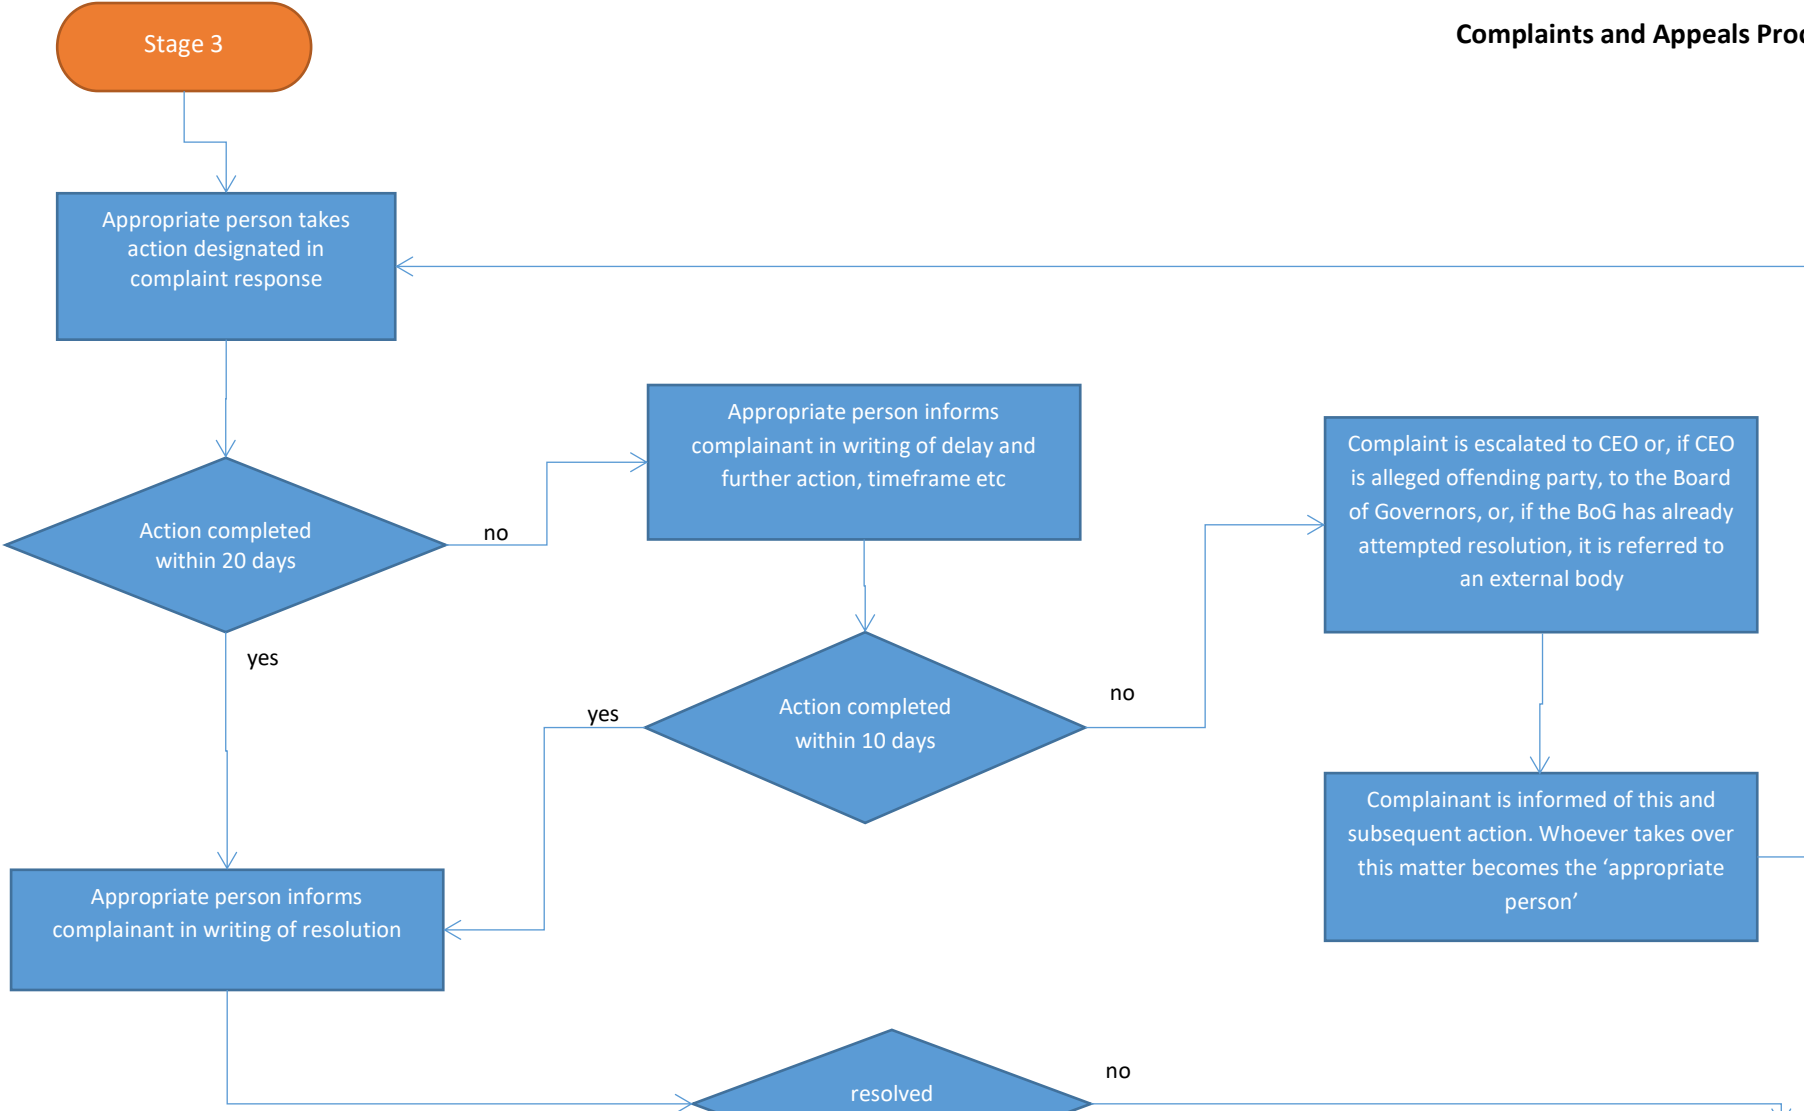 Stage 3
Complaints and Appeals
Appropriate person takes
action designated in
complaint response
Appropriate person informs
complainant in writing of delay and
further action, timeframe etc
Complaint is escalated to CEO or, if CEO
is alleged offending party, to the Board
of Governors, or, if the BoG has already
attempted resolution, it is referred to
an external body
Action completed
within 20 days
no
yes
Action completed
within 10 days
yes
no
Complainant is informed of this and
subsequent action. Whoever takes over
this matter becomes the ‘appropriate
person’
Appropriate person informs
complainant in writing of resolution
resolved
no